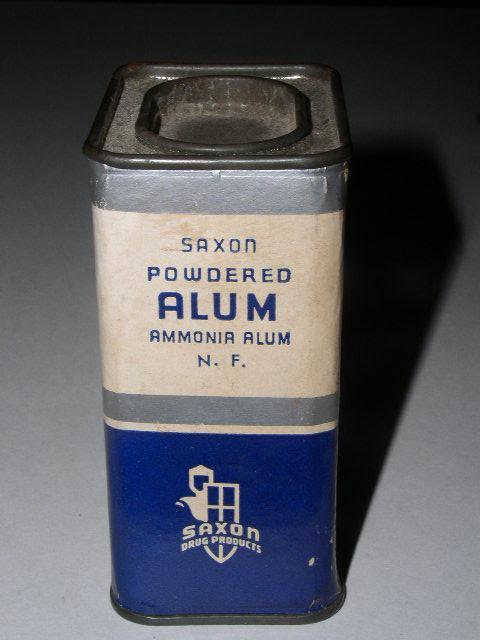 SAXON
POWDERED
ALUM
AMMONIA ALUM
N. F.
SAXON
DRUG PRODUCTS